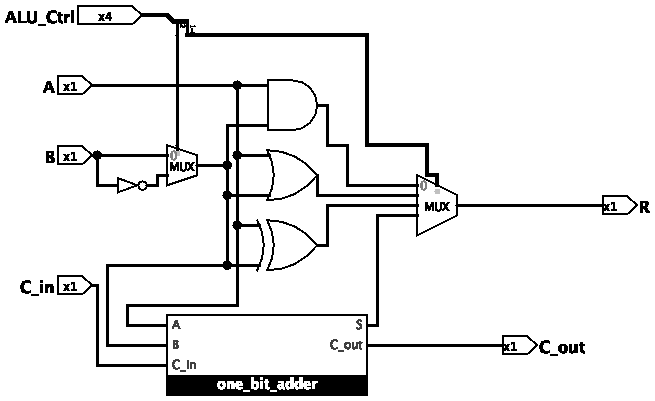 ALU_Ctrl x4
A x1
B x1 0 MUX
0 MUX
x1 R
C_in x1
A S
B C_out x1 C_out
C_in
one_bit_adder